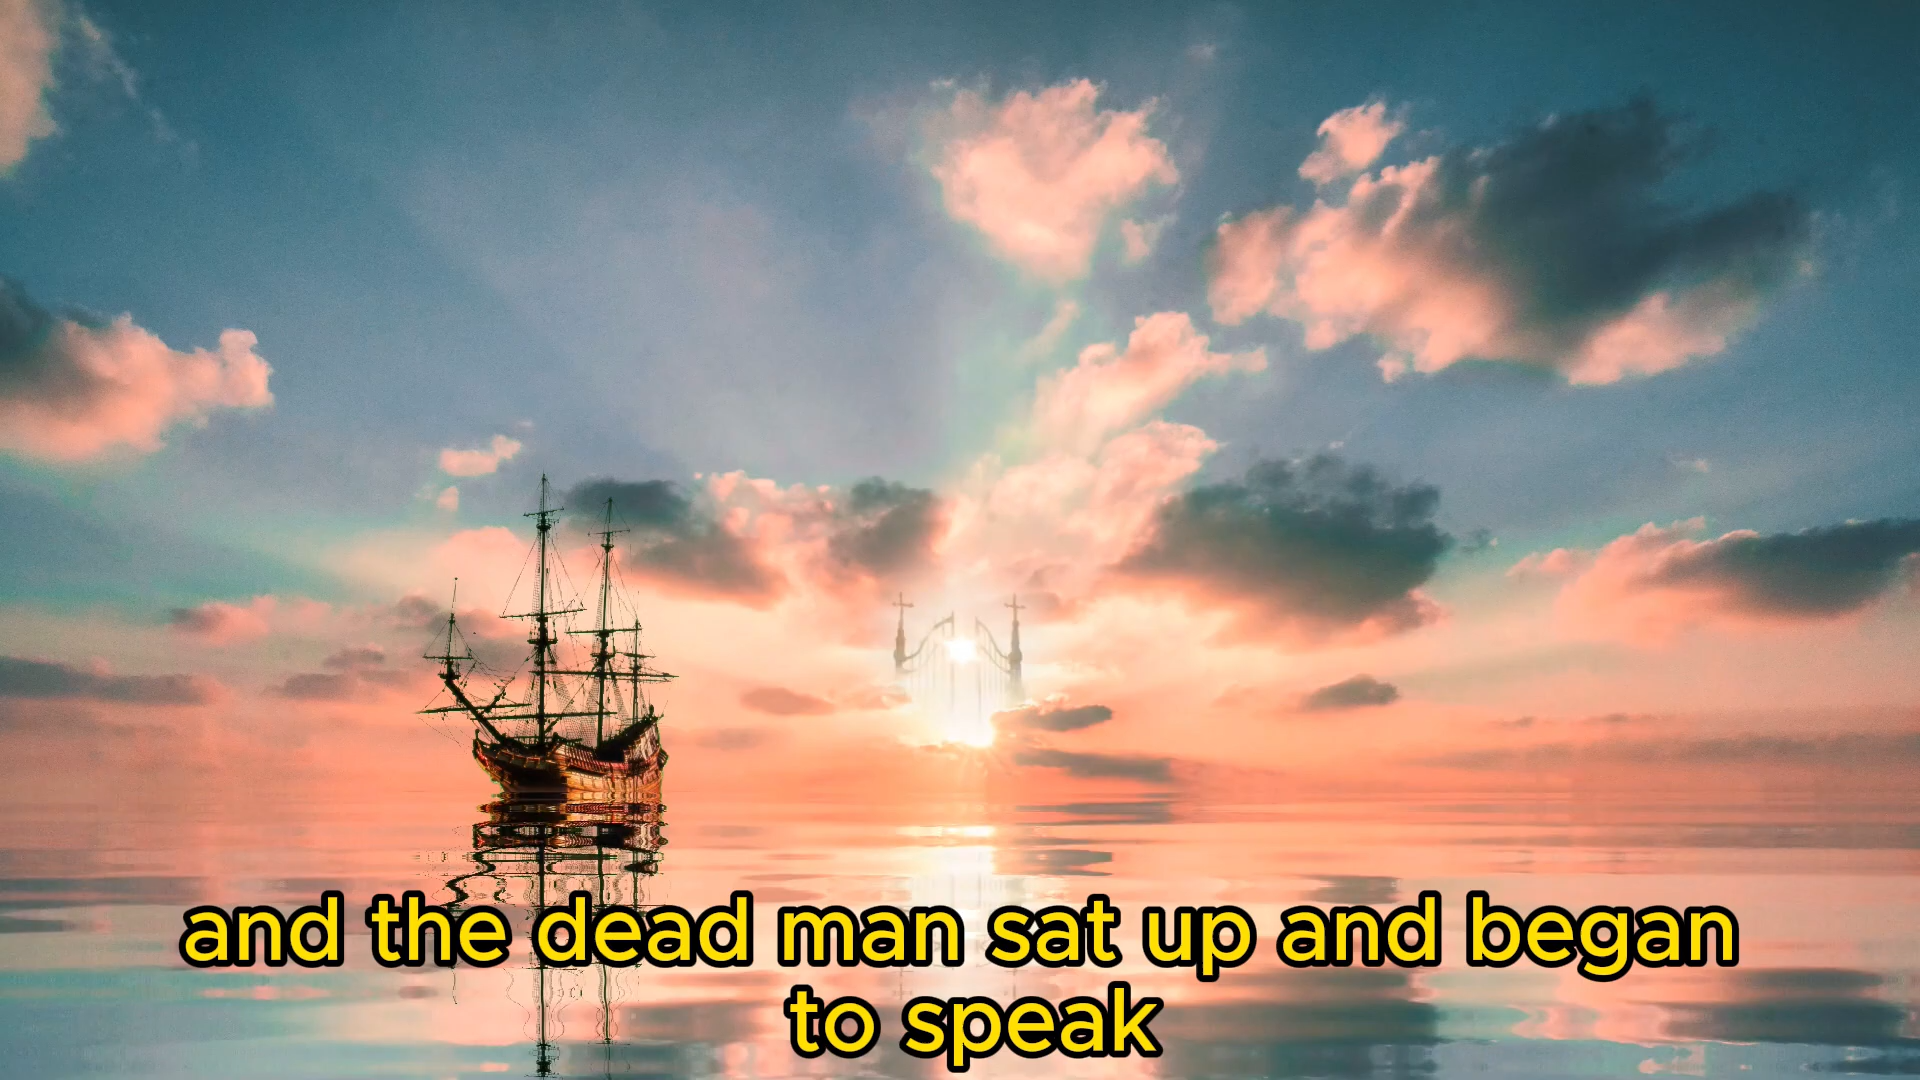 and the dead man sat up and began
to speak